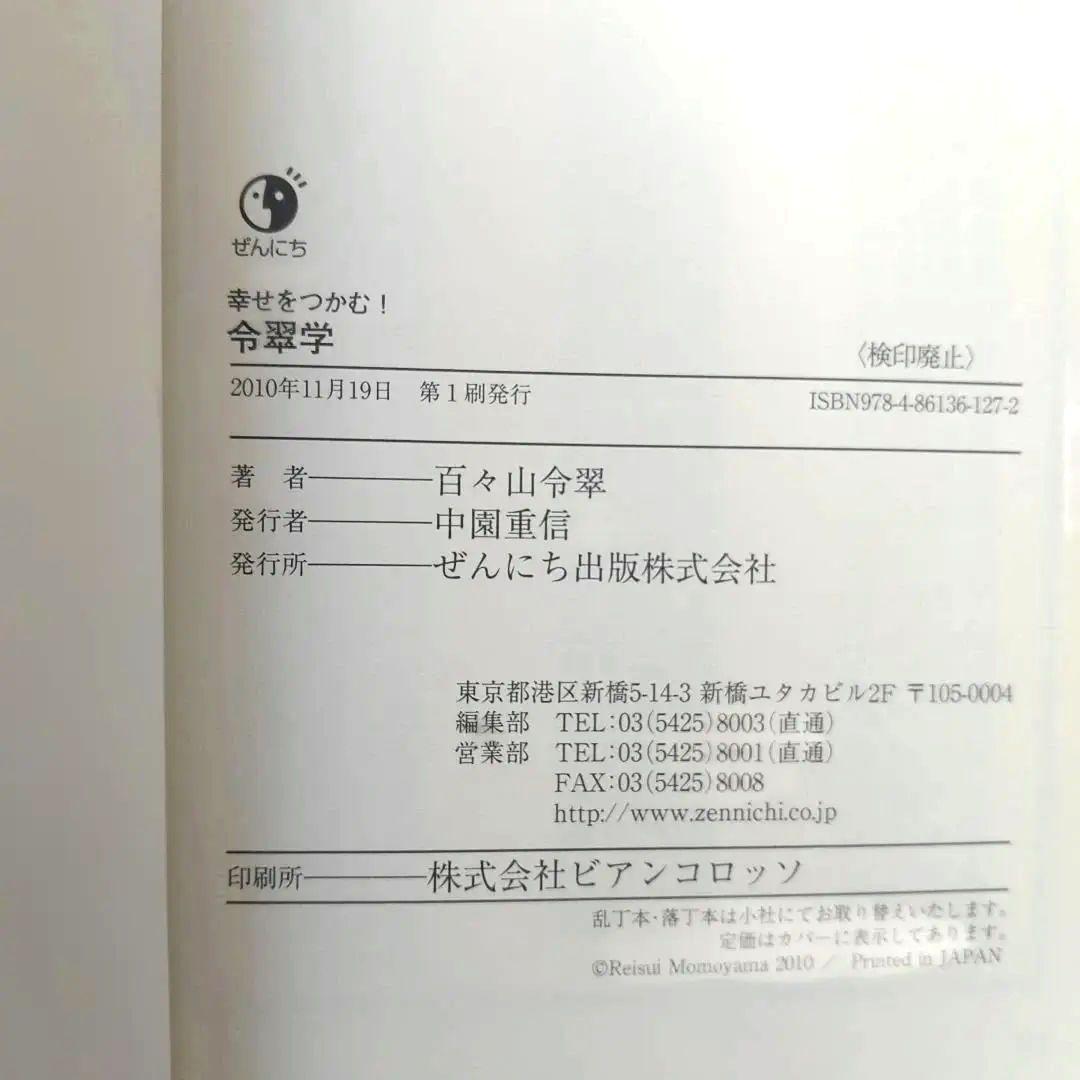 ぜんにち
幸せをつかむ！
令翠学
〈検印廃止〉
2010年11月19日　第1刷発行
ISBN978-4-86136-127-2
著　者――――百々山令翠
発行者――――中園重信
発行所――――ぜんにち出版株式会社
東京都港区新橋5-14-3 新橋ユタカビル2F 〒105-0004
編集部　TEL:03(5425)8003(直通)
営業部　TEL:03(5425)8001(直通)
FAX:03(5425)8008
http://www.zennichi.co.jp
印刷所――――株式会社ビアンコロッソ
乱丁本・落丁本は小社にてお取り替えいたします。
定価はカバーに表示してあります。
©Reisui Momoyama 2010 ／ Printed in JAPAN